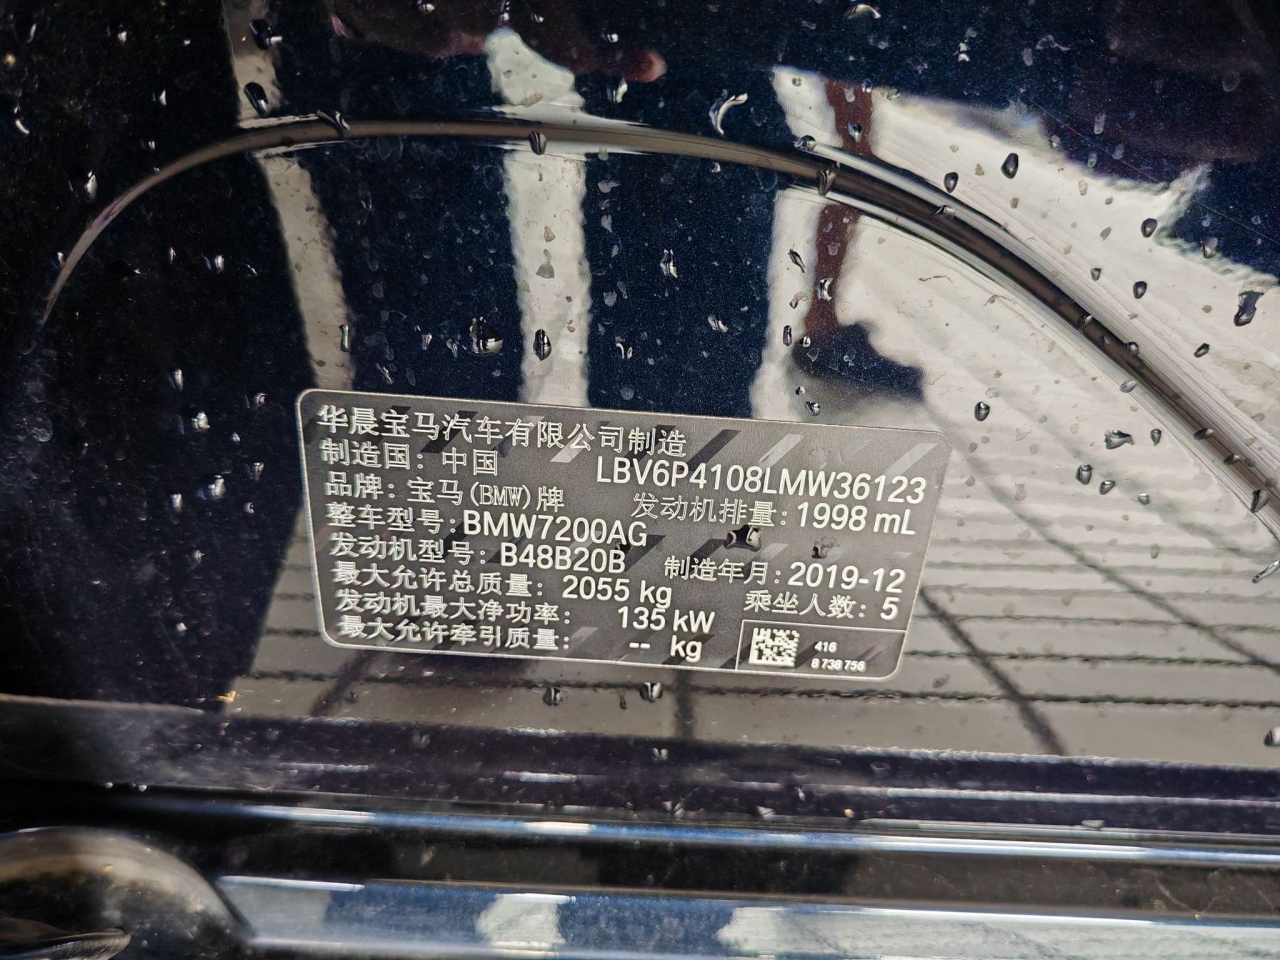 华晨宝马汽车有限公司制造
制造国：中国 LBV6P4108LMW36123
品牌：宝马(BMW)牌 发动机排量：1998 mL
整车型号：BMW7200AG
发动机型号：B48B20B 制造年月：2019-12
最大允许总质量：2055 kg 乘坐人数：5
发动机最大净功率：135 kW
最大允许牵引质量：-- kg
416
8 738 756